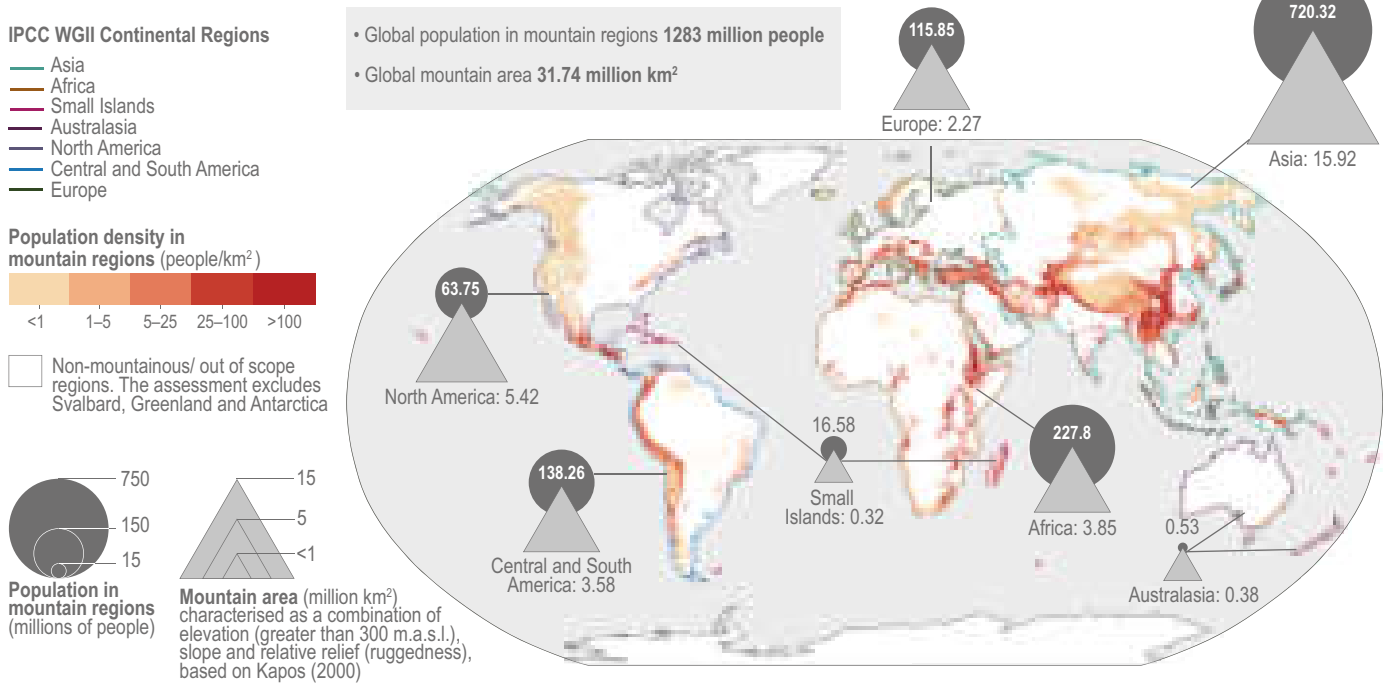 IPCC WGII Continental Regions
Asia
Africa
Small Islands
Australasia
North America
Central and South America
Europe
Population density in
mountain regions (people/km²)
<1 1–5 5–25 25–100 >100
Non-mountainous/ out of scope
regions. The assessment excludes
Svalbard, Greenland and Antarctica
750
150
15
Population in
mountain regions
(millions of people)
15
5
<1
Mountain area (million km²)
characterised as a combination of
elevation (greater than 300 m.a.s.l.),
slope and relative relief (ruggedness),
based on Kapos (2000)
• Global population in mountain regions 1283 million people
• Global mountain area 31.74 million km²
115.85
Europe: 2.27
720.32
Asia: 15.92
63.75
North America: 5.42
138.26
Central and South
America: 3.58
16.58
Small
Islands: 0.32
227.8
Africa: 3.85
0.53
Australasia: 0.38